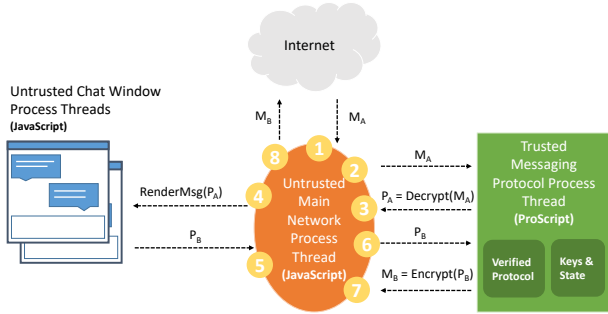 Internet
Untrusted Chat Window
Process Threads
(JavaScript)
M_B
M_A
1
8
2
4
3
6
5
7
Untrusted
Main
Network
Process
Thread
(JavaScript)
RenderMsg(P_A)
P_B
M_A
P_A = Decrypt(M_A)
P_B
M_B = Encrypt(P_B)
Trusted
Messaging
Protocol Process
Thread
(ProScript)
Verified
Protocol
Keys &
State